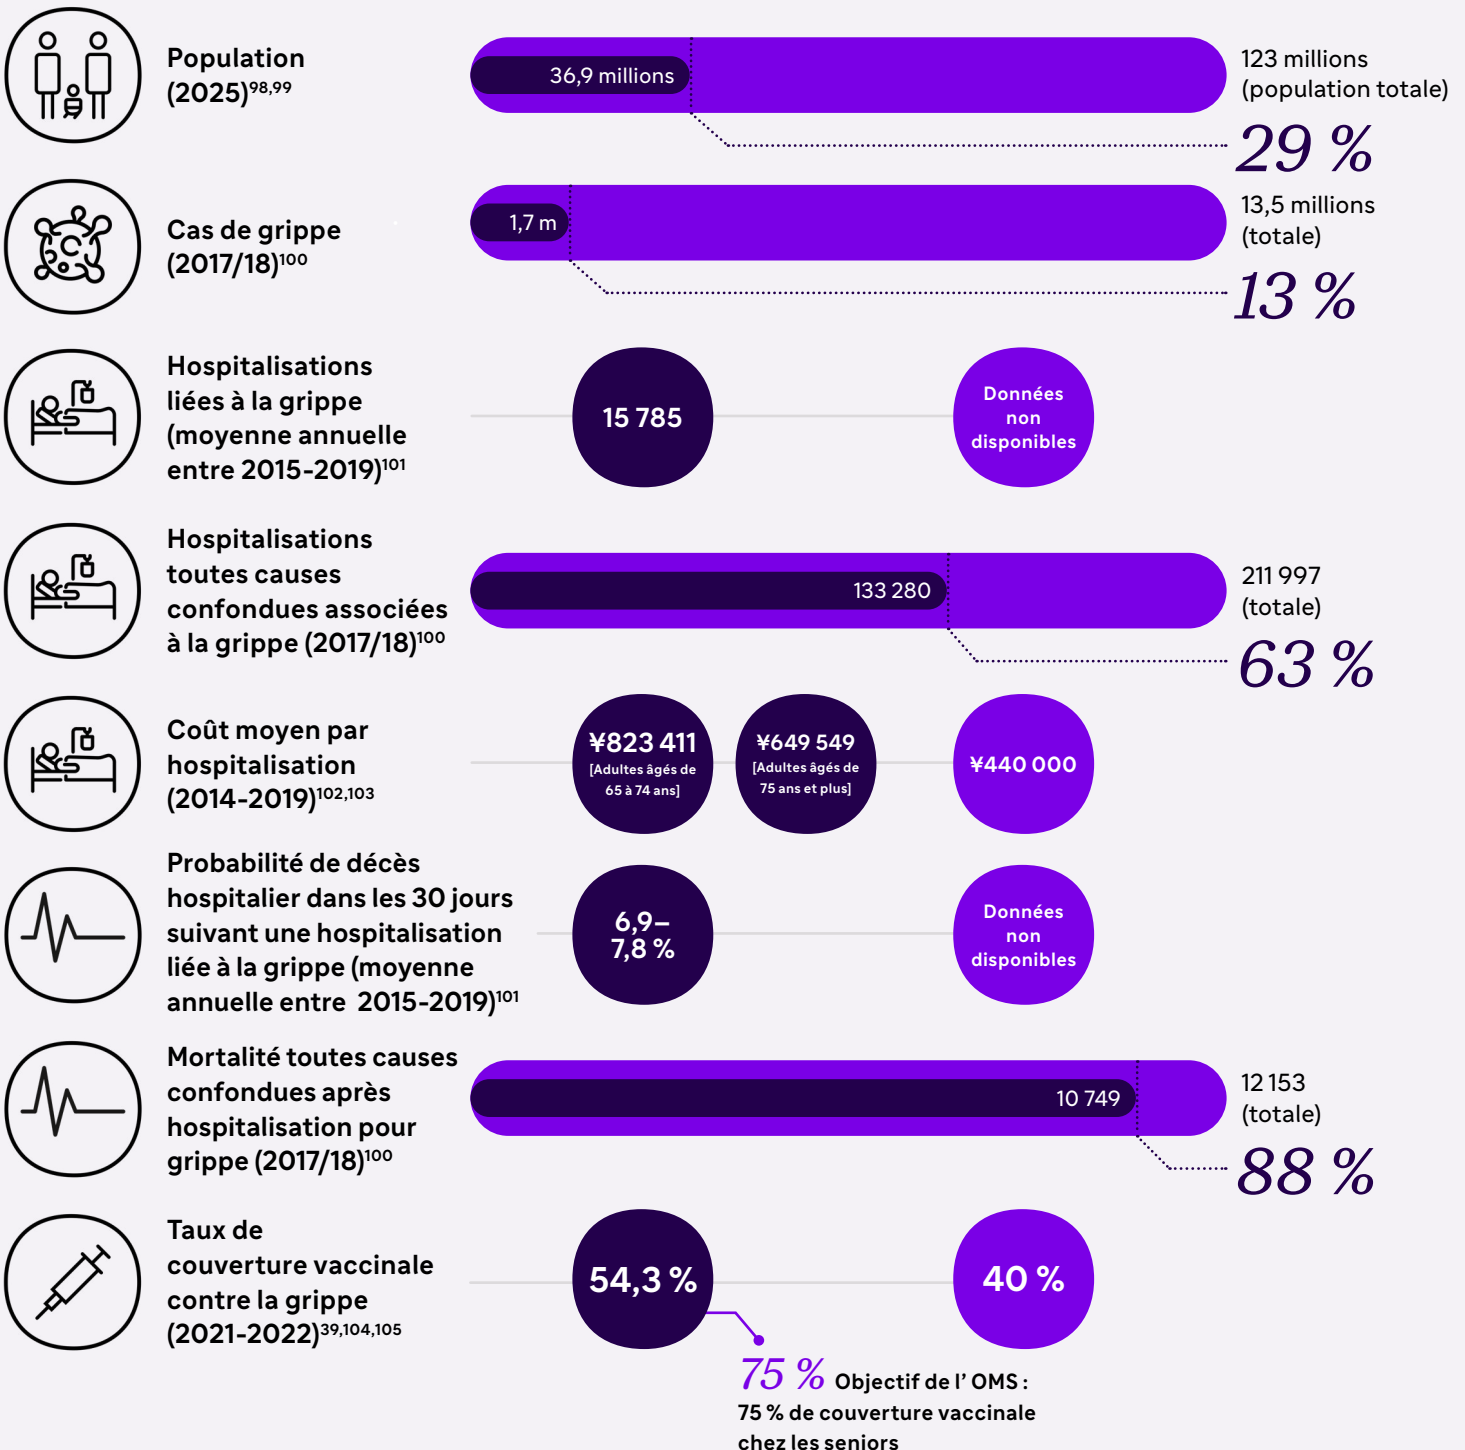 Population
(2025)98,99
36,9 millions
123 millions
(population totale)
29 %
Cas de grippe
(2017/18)100
1,7 m
13,5 millions
(totale)
13 %
Hospitalisations
liées à la grippe
(moyenne annuelle
entre 2015-2019)101
15 785
Données
non
disponibles
Hospitalisations
toutes causes
confondues associées
à la grippe (2017/18)100
133 280
211 997
(totale)
63 %
Coût moyen par
hospitalisation
(2014-2019)102,103
¥823 411
[Adultes âgés de
65 à 74 ans]
¥649 549
[Adultes âgés de
75 ans et plus]
¥440 000
Probabilité de décès
hospitalier dans les 30 jours
suivant une hospitalisation
liée à la grippe (moyenne
annuelle entre 2015-2019)101
6,9–
7,8 %
Données
non
disponibles
Mortalité toutes causes
confondues après
hospitalisation pour
grippe (2017/18)100
10 749
12 153
(totale)
88 %
Taux de
couverture vaccinale
contre la grippe
(2021-2022)39,104,105
54,3 %
40 %
75 % Objectif de l’ OMS :
75 % de couverture vaccinale
chez les seniors